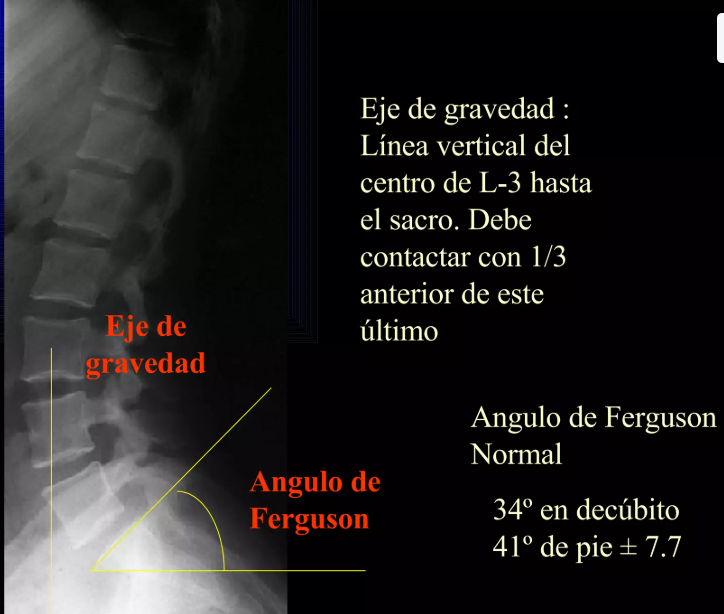 Eje de gravedad :
Línea vertical del
centro de L-3 hasta
el sacro. Debe
contactar con 1/3
anterior de este
último
Eje de
gravedad
Angulo de Ferguson
Normal
34º en decúbito
41º de pie ± 7.7
Angulo de
Ferguson